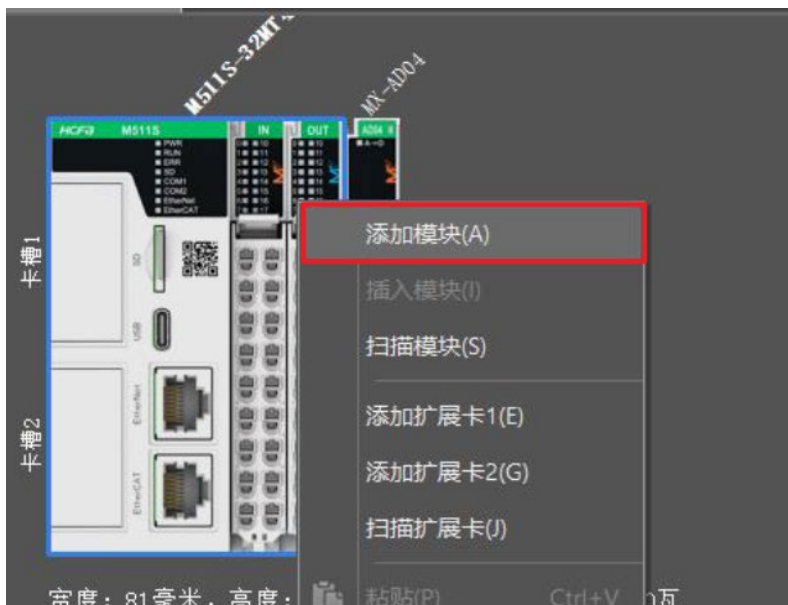 M511S-32MT
MX-AD04
HCFA M511S
IN
OUT
AD04
PWR
RUN
ERR
SD
COM1
COM2
EtherNet
EtherCAT
A→D
卡槽1
SD
USB
EtherNet
卡槽2
EtherCAT
添加模块(A)
插入模块(I)
扫描模块(S)
添加扩展卡1(E)
添加扩展卡2(G)
扫描扩展卡(J)
粘贴(P) Ctrl+V
宽度: 81毫米, 高度:
瓦